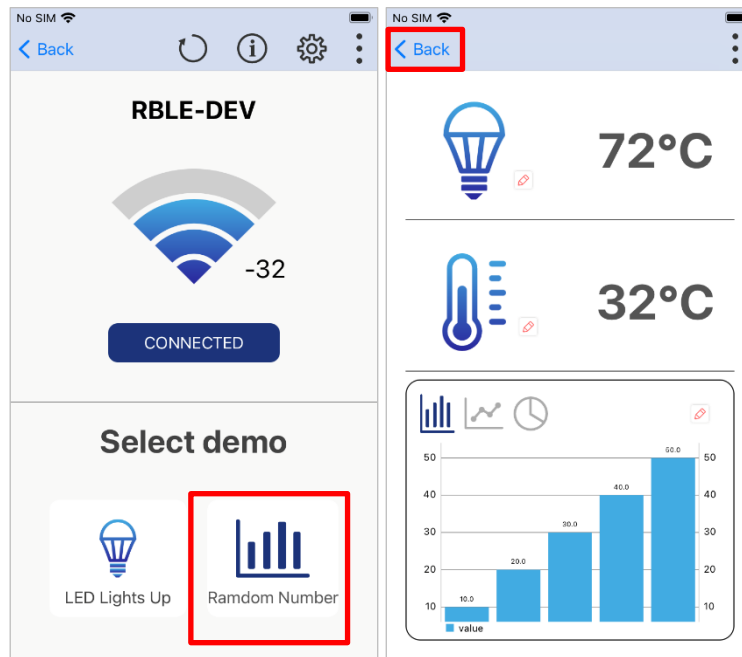 No SIM
Back
RBLE-DEV
-32
CONNECTED
Select demo
LED Lights Up
Ramdom Number
No SIM
Back
72°C
32°C
50
40
30
20
10
10.0
20.0
30.0
40.0
50.0
50
40
30
20
10
value